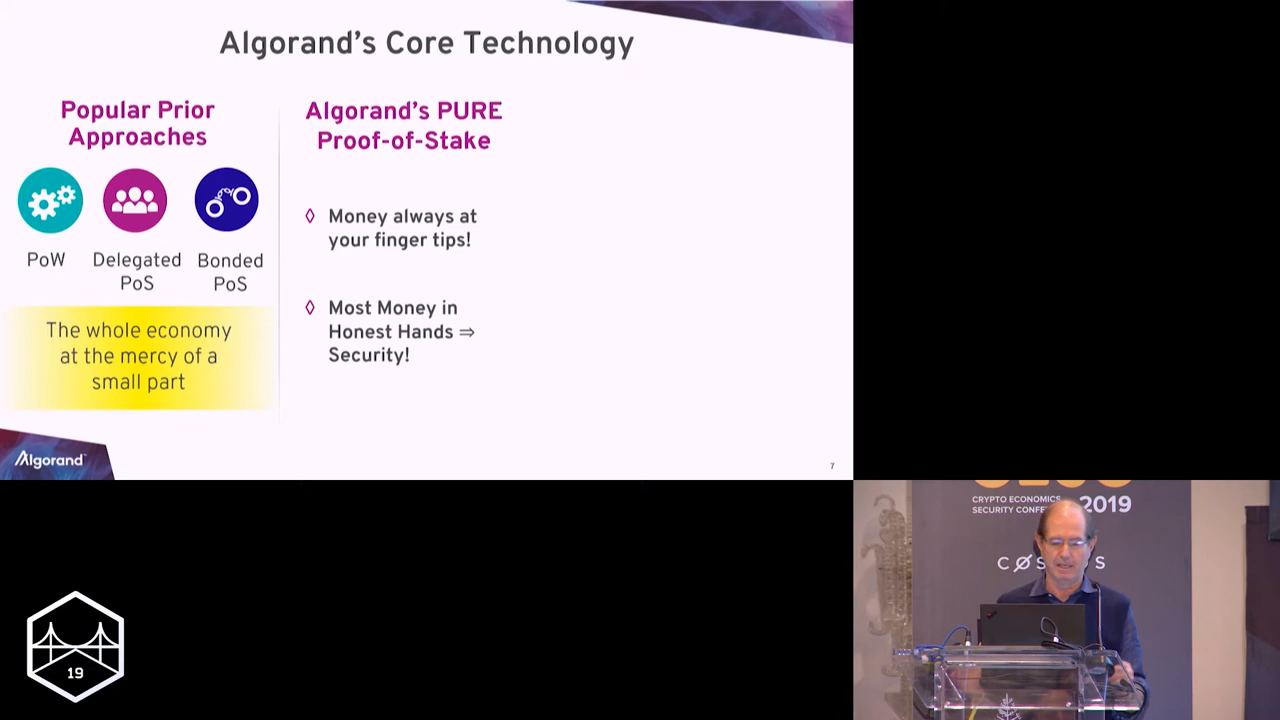 Algorand's Core Technology
Popular Prior
Approaches
PoW
Delegated
PoS
Bonded
PoS
The whole economy
at the mercy of a
small part
Algorand's PURE
Proof-of-Stake
◊ Money always at
your finger tips!
◊ Most Money in
Honest Hands ⇒
Security!
Algorand
7
CRYPTO ECONOMICS
2019
19